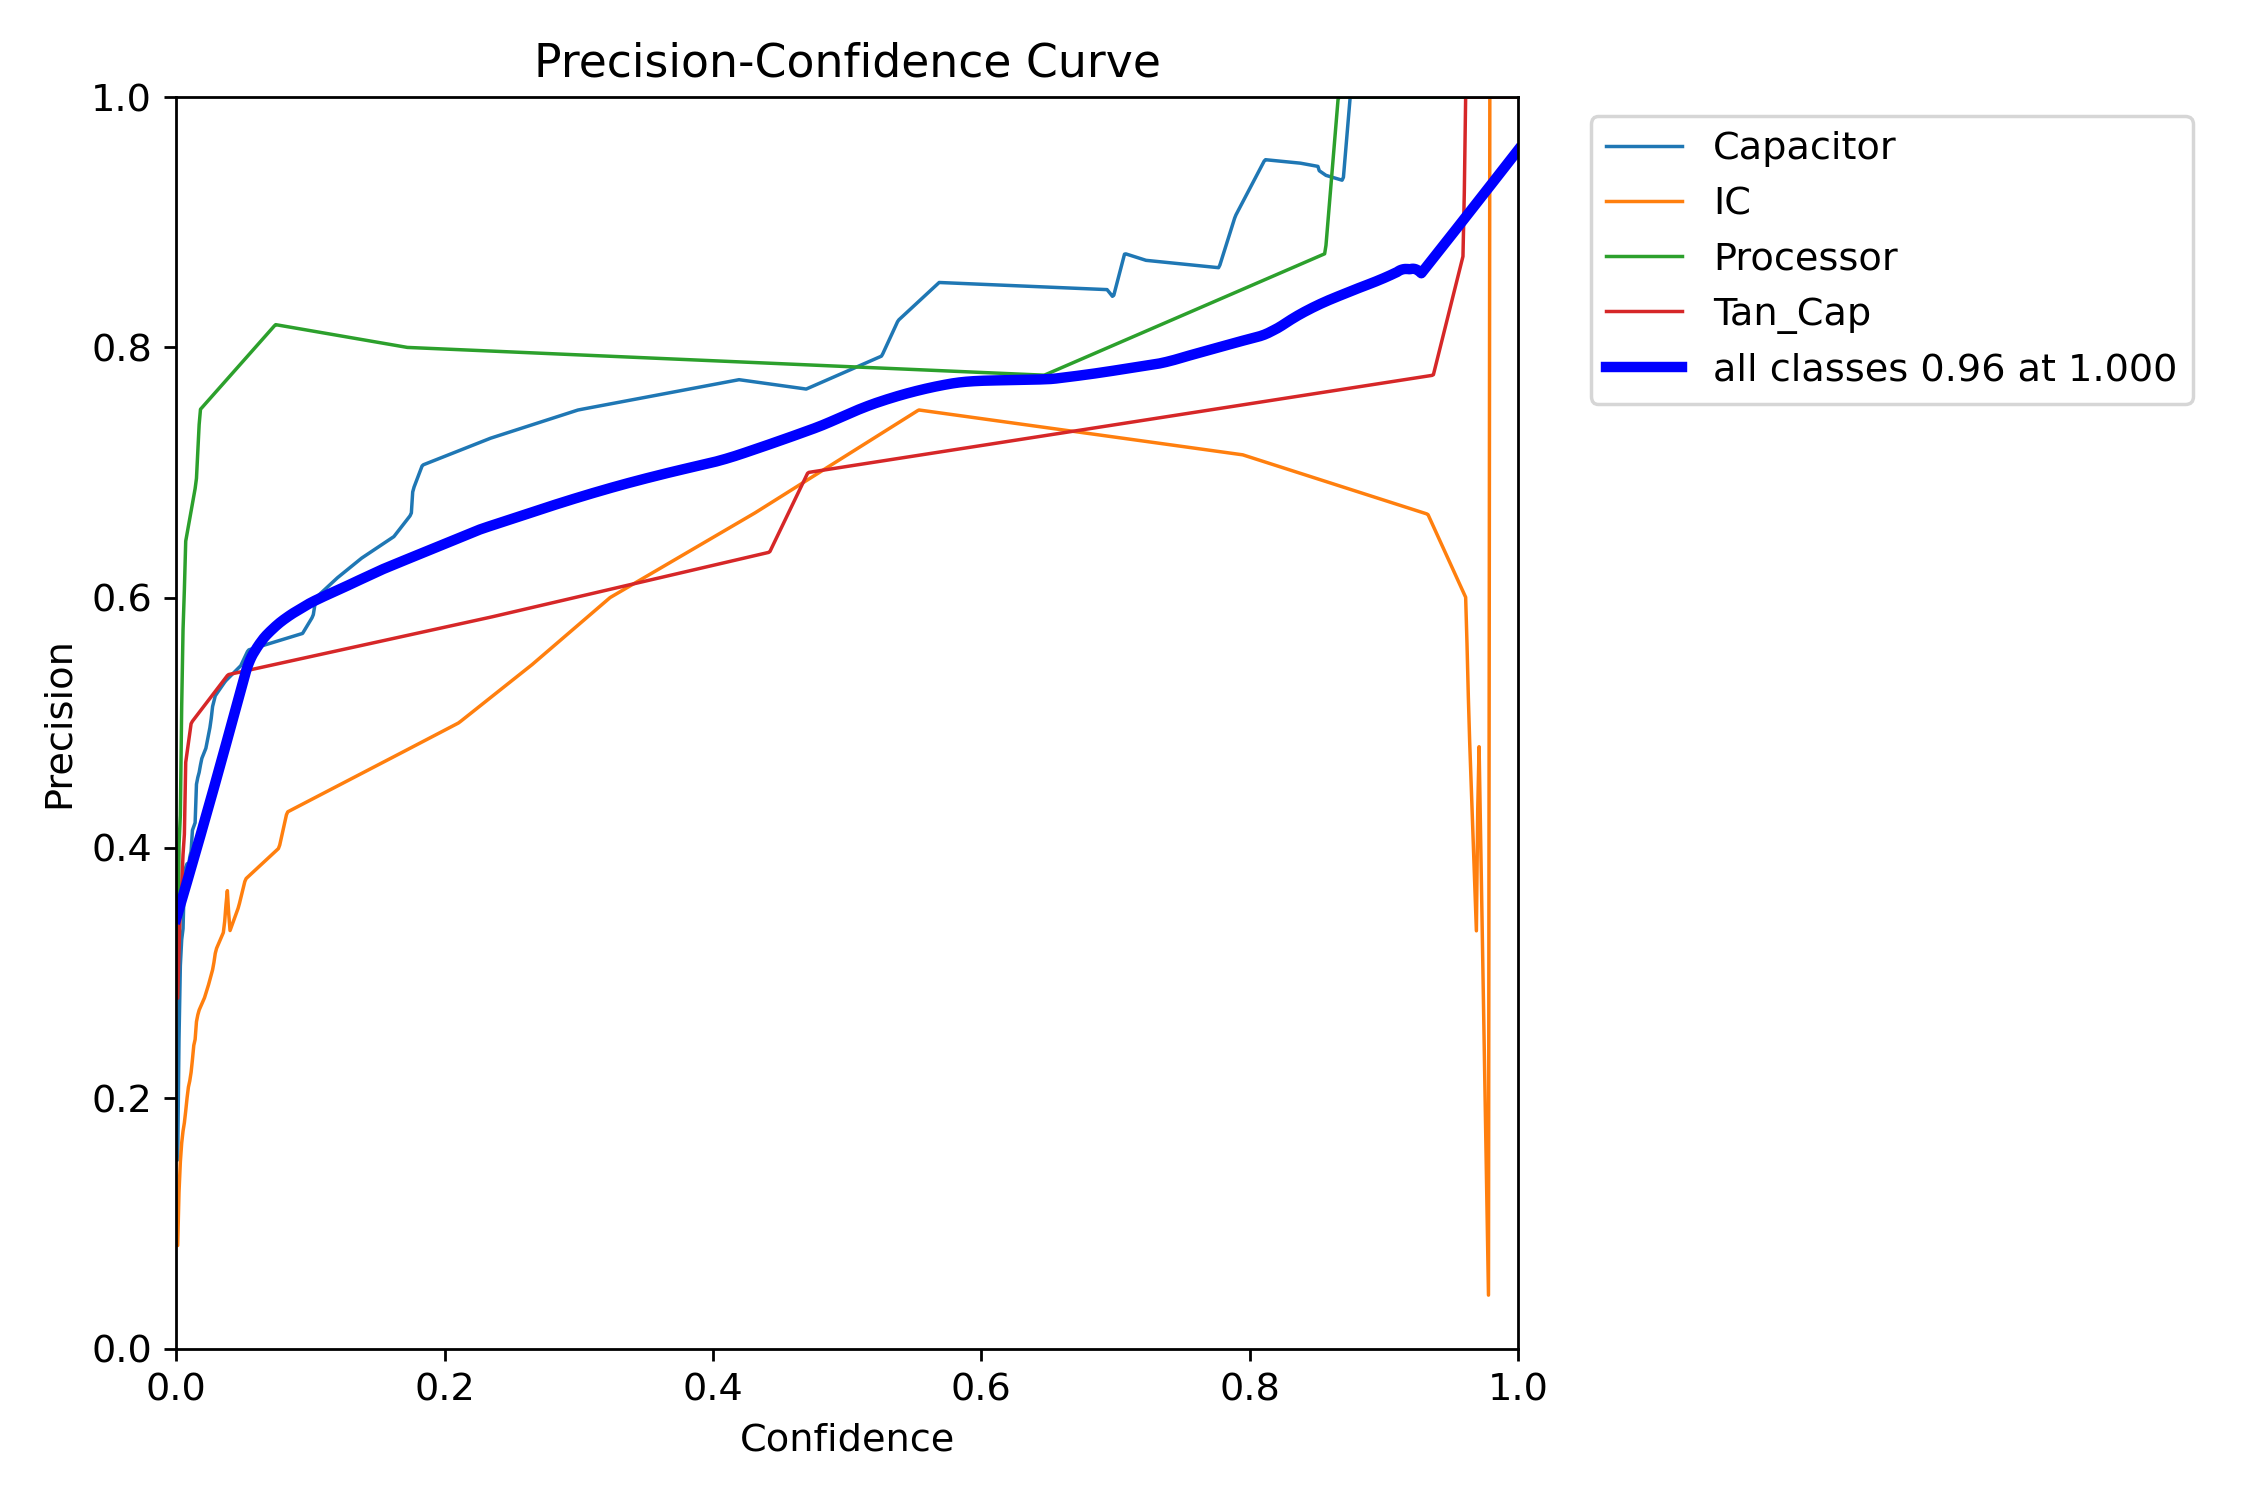 Precision-Confidence Curve
1.0
0.8
0.6
0.4
0.2
0.0
Precision
0.0 0.2 0.4 0.6 0.8 1.0
Confidence
Capacitor
IC
Processor
Tan_Cap
all classes 0.96 at 1.000